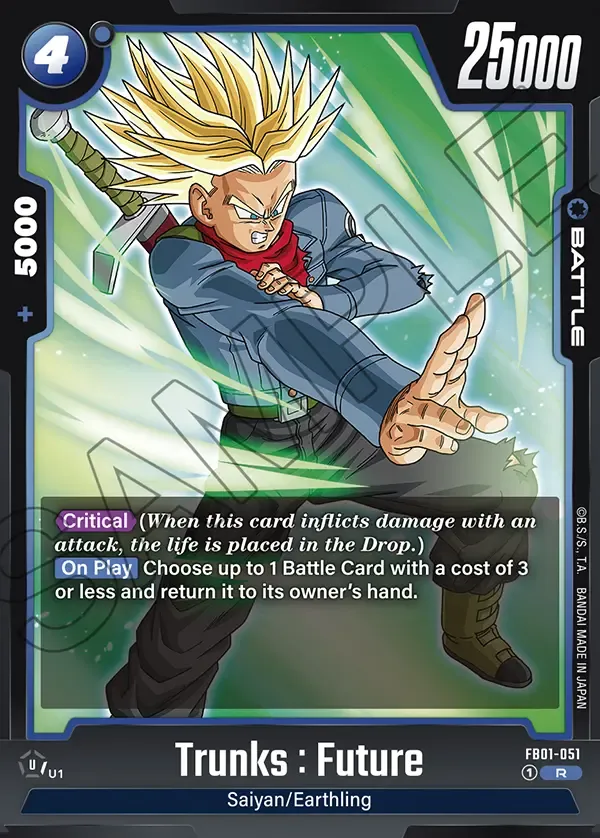 4
25000
+ 5000
BATTLE
SAMPLE
Critical (When this card inflicts damage with an
attack, the life is placed in the Drop.)
On Play Choose up to 1 Battle Card with a cost of 3
or less and return it to its owner's hand.
©B.S./S., T.A. BANDAI MADE IN JAPAN
U/U1
Trunks : Future
FB01-051
1 R
Saiyan/Earthling